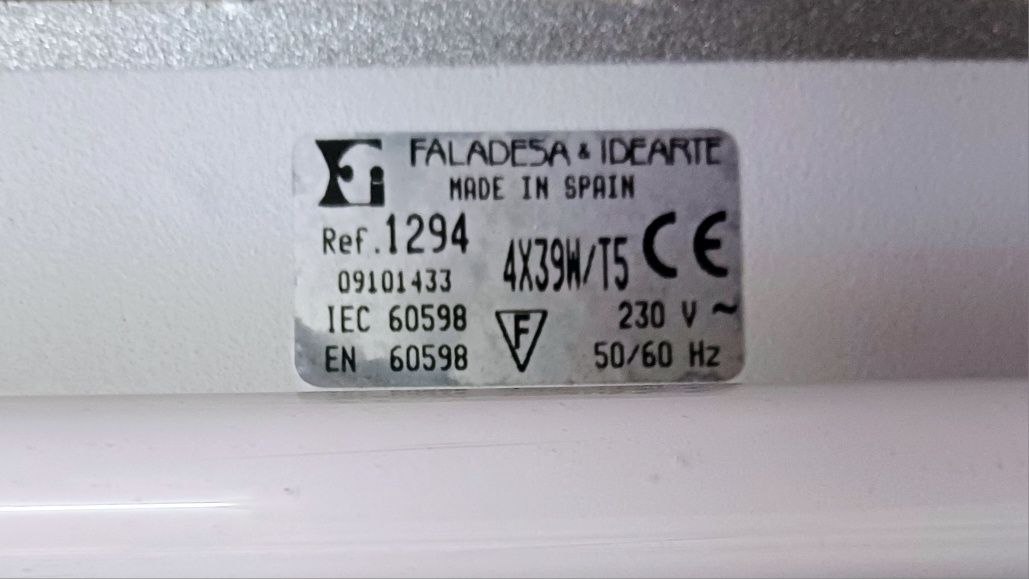 Fi FALADESA & IDEARTE
MADE IN SPAIN
Ref. 1294
4X39W/T5 CE
09101433
IEC 60598
F
230 V ~
EN 60598
50/60 Hz